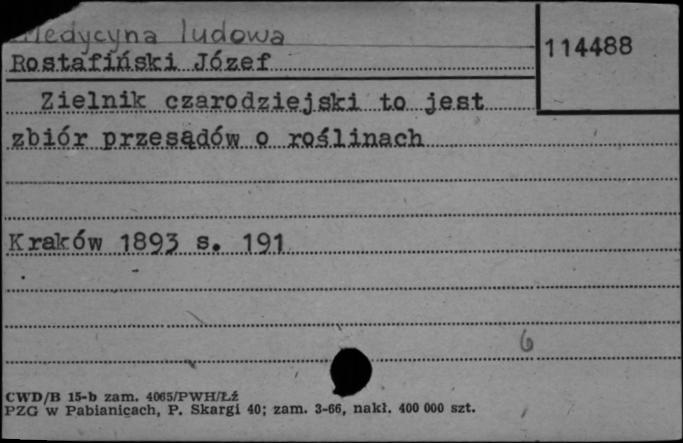 Medycyna ludowa
114488
Rostafiński Józef
Zielnik czarodziejski to jest
zbiór przesądów o roślinach
Kraków 1893 s. 191
6
CWD/B 15-b zam. 4065/PWH/Łź
PZG w Pabianicach, P. Skargi 40; zam. 3-66, nakł. 400 000 szt.